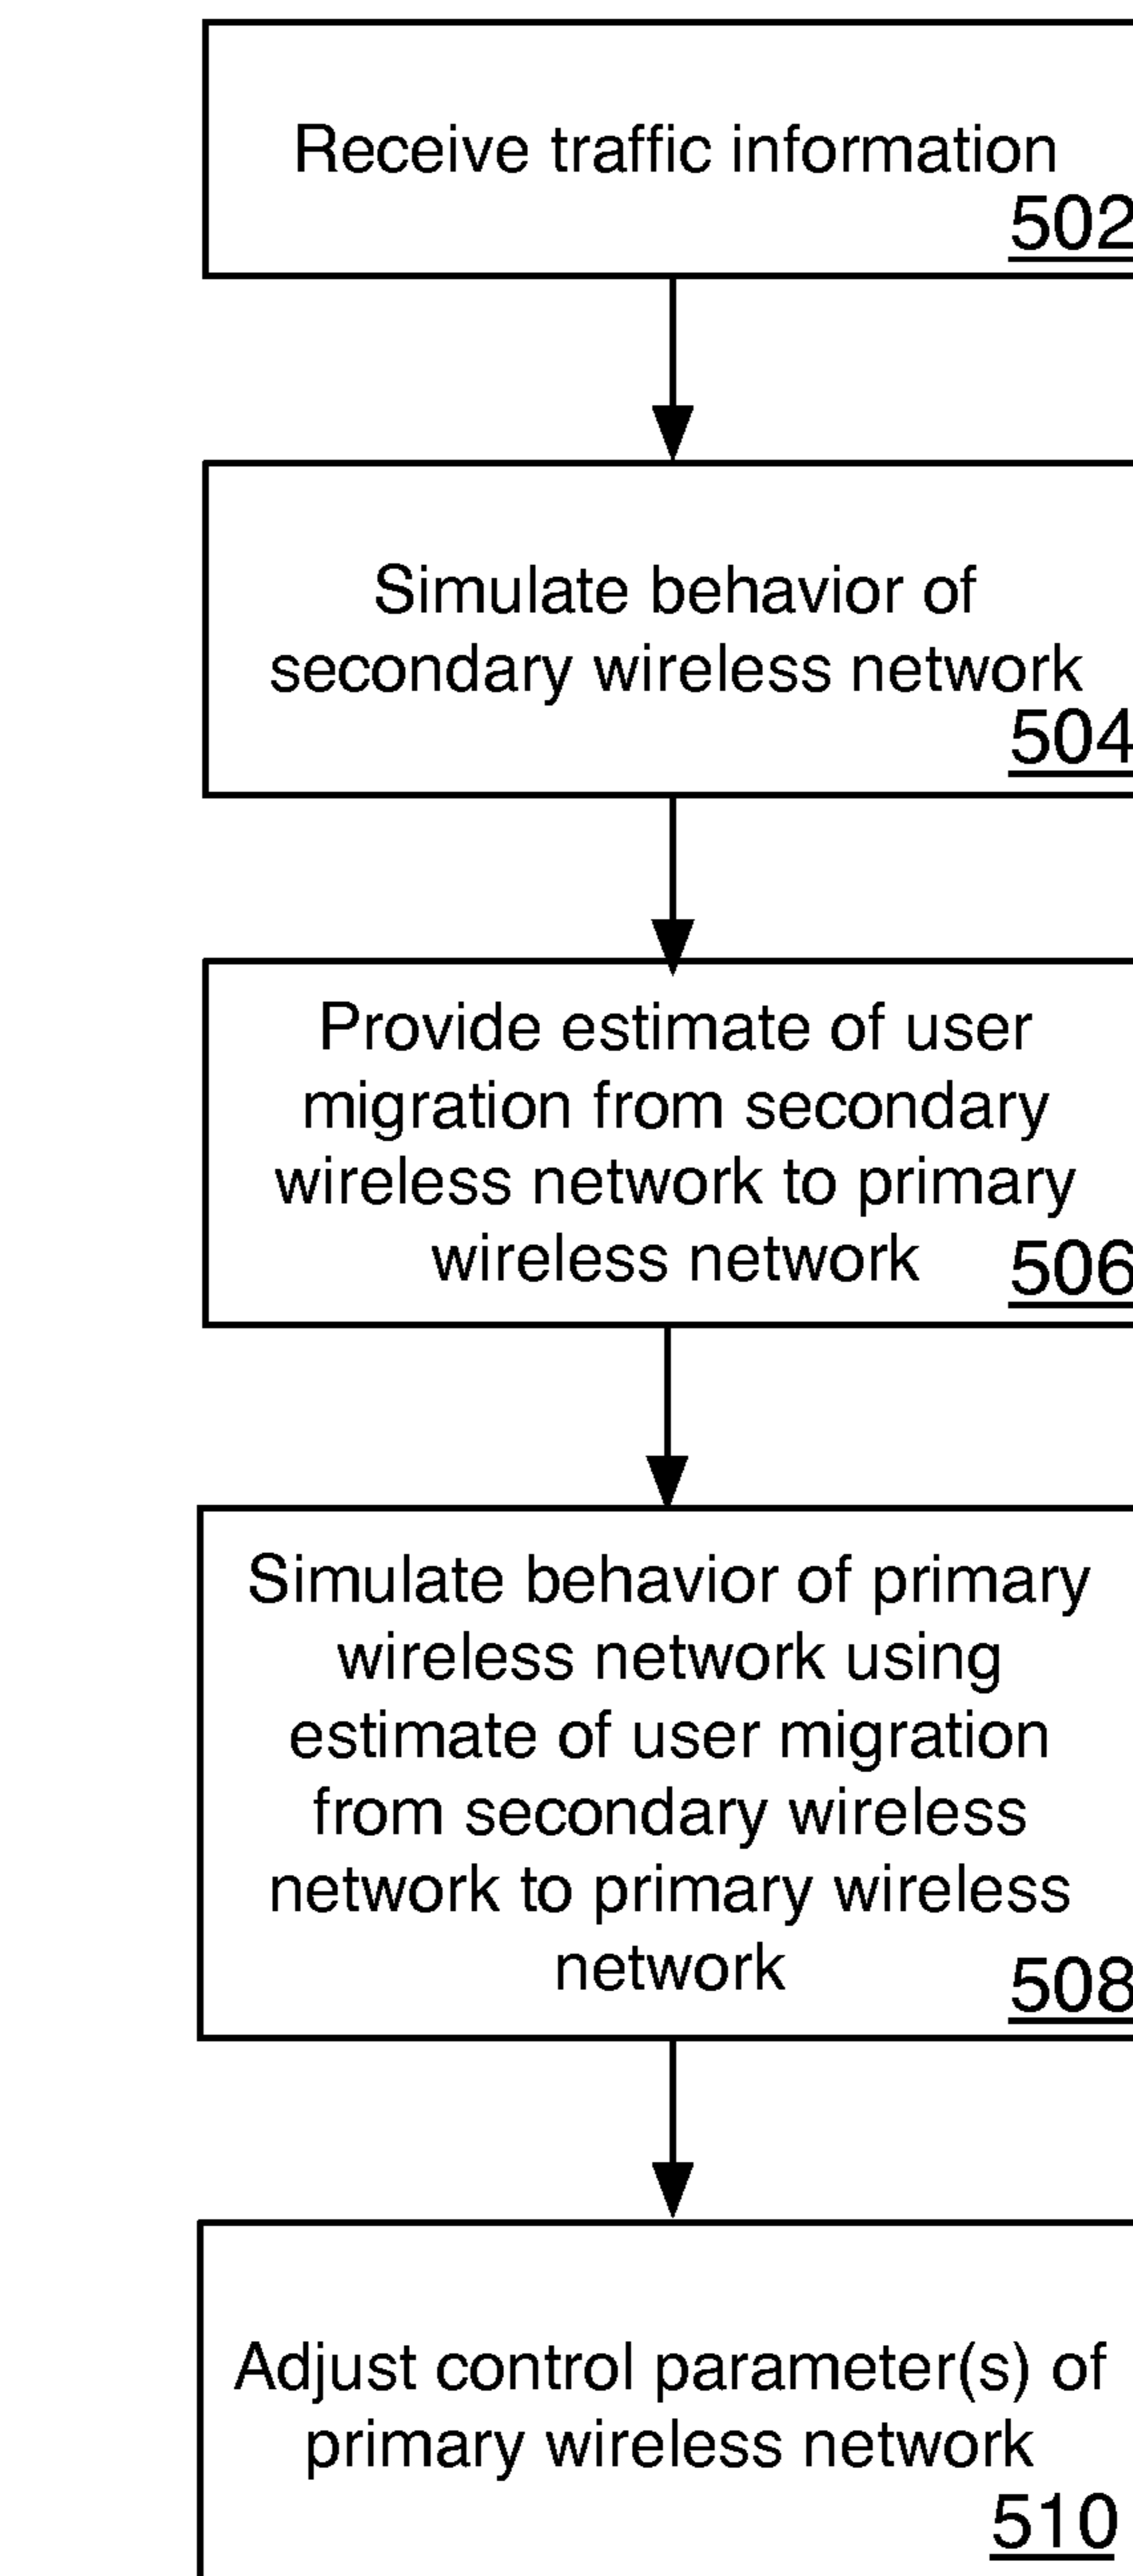 Receive traffic information
502
Simulate behavior of
secondary wireless network
504
Provide estimate of user
migration from secondary
wireless network to primary
wireless network
506
Simulate behavior of primary
wireless network using
estimate of user migration
from secondary wireless
network to primary wireless
network
508
Adjust control parameter(s) of
primary wireless network
510